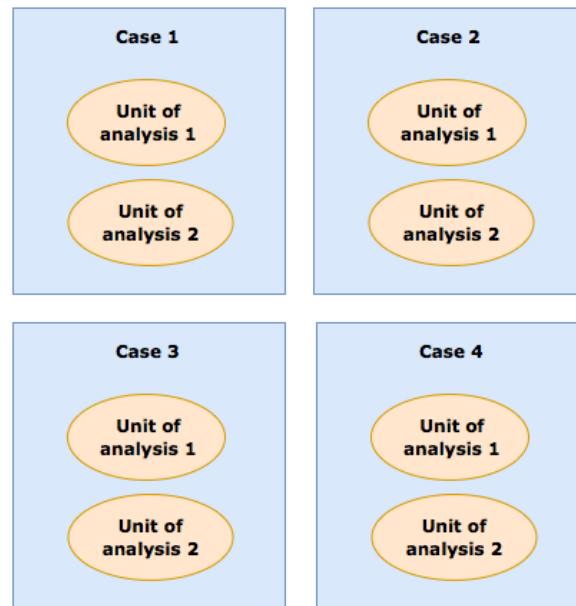 Case 1
Unit of
analysis 1
Unit of
analysis 2
Case 2
Unit of
analysis 1
Unit of
analysis 2
Case 3
Unit of
analysis 1
Unit of
analysis 2
Case 4
Unit of
analysis 1
Unit of
analysis 2